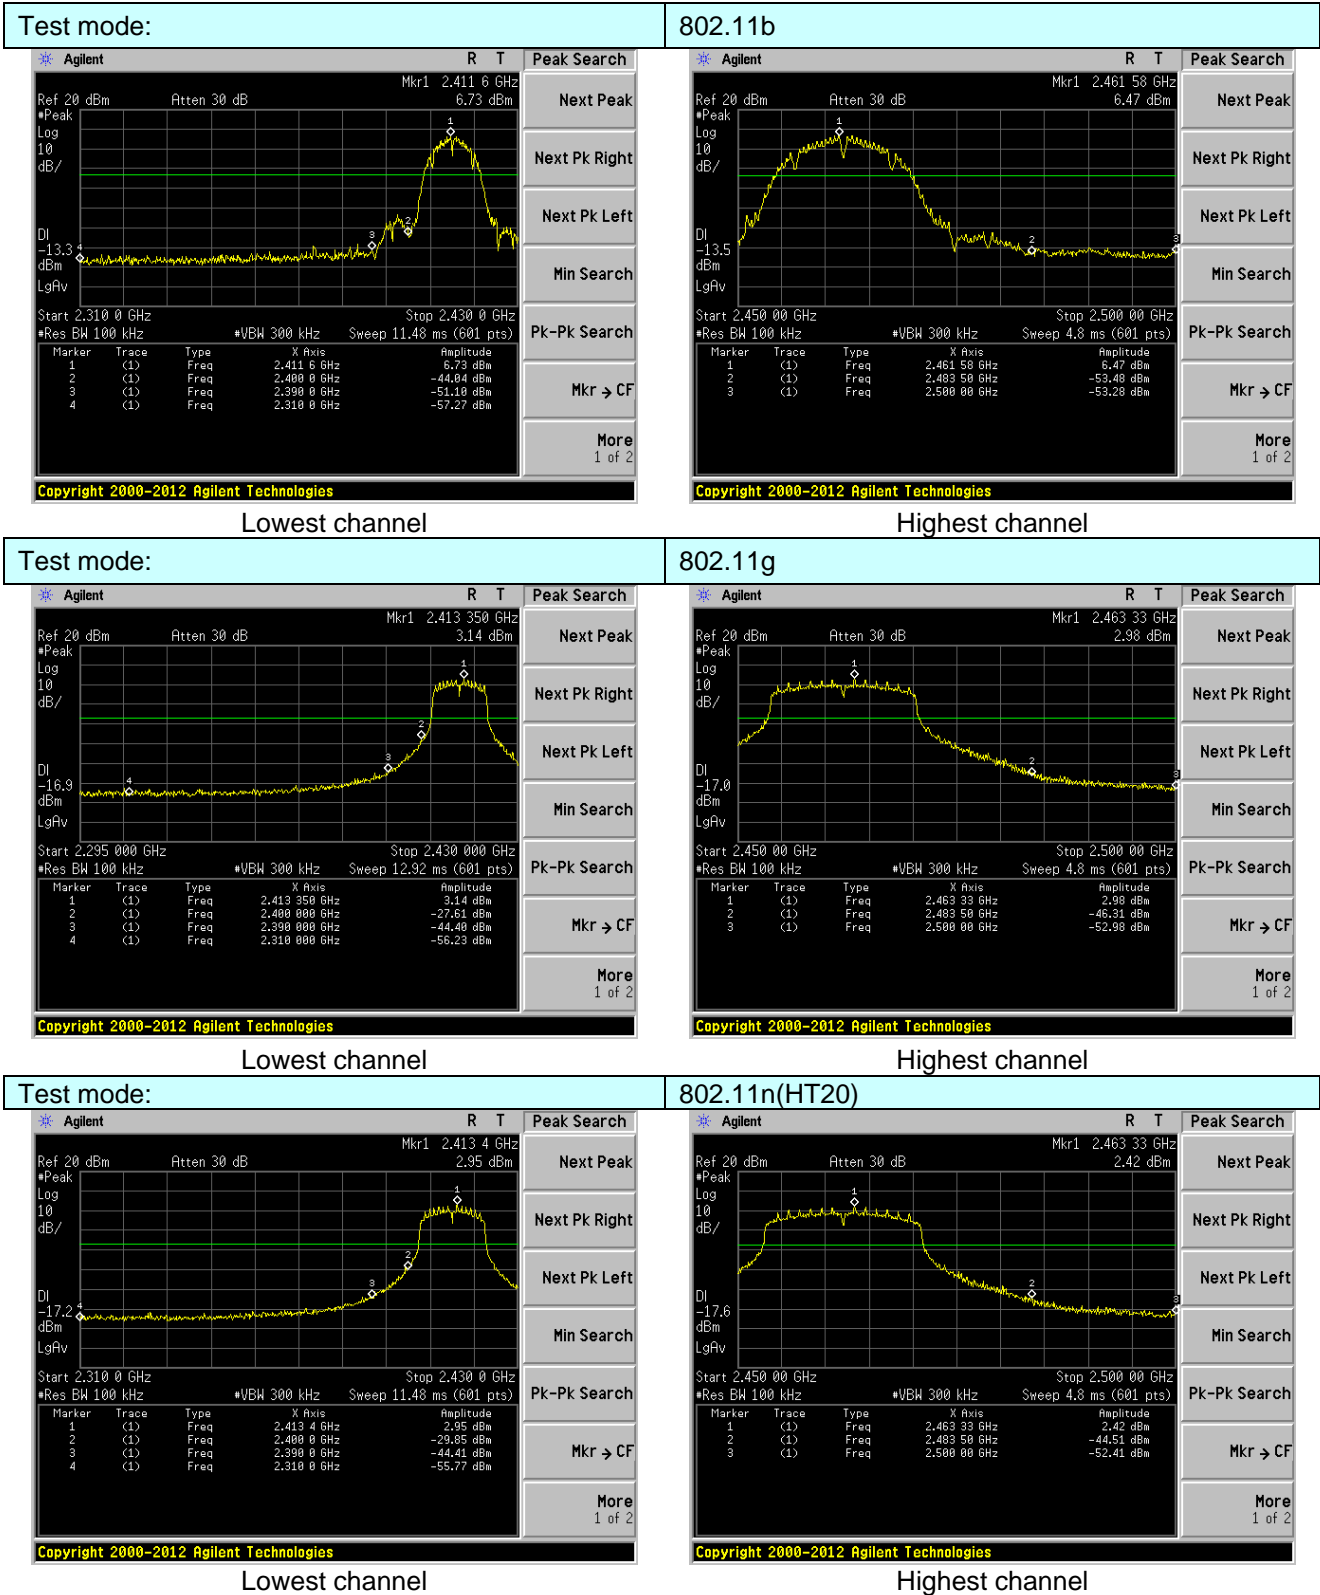 Test mode: 802.11b
Agilent R T Peak Search
Mkr1 2.411 6 GHz
Ref 20 dBm Atten 30 dB 6.73 dBm
#Peak
Log
10
dB/
DI
-13.3
dBm
LgAv
1
2
3
4
Start 2.310 0 GHz Stop 2.430 0 GHz
#Res BW 100 kHz #VBW 300 kHz Sweep 11.48 ms (601 pts)
Marker Trace Type X Axis Amplitude
1 (1) Freq 2.411 6 GHz 6.73 dBm
2 (1) Freq 2.400 0 GHz -44.04 dBm
3 (1) Freq 2.390 0 GHz -51.10 dBm
4 (1) Freq 2.310 0 GHz -57.27 dBm
Next Peak
Next Pk Right
Next Pk Left
Min Search
Pk-Pk Search
Mkr → CF
More
1 of 2
Copyright 2000-2012 Agilent Technologies
Lowest channel
Agilent R T Peak Search
Mkr1 2.461 58 GHz
Ref 20 dBm Atten 30 dB 6.47 dBm
#Peak
Log
10
dB/
DI
-13.5
dBm
LgAv
1
2
3
Start 2.450 00 GHz Stop 2.500 00 GHz
#Res BW 100 kHz #VBW 300 kHz Sweep 4.8 ms (601 pts)
Marker Trace Type X Axis Amplitude
1 (1) Freq 2.461 58 GHz 6.47 dBm
2 (1) Freq 2.483 50 GHz -53.48 dBm
3 (1) Freq 2.500 00 GHz -53.28 dBm
Next Peak
Next Pk Right
Next Pk Left
Min Search
Pk-Pk Search
Mkr → CF
More
1 of 2
Copyright 2000-2012 Agilent Technologies
Highest channel
Test mode: 802.11g
Agilent R T Peak Search
Mkr1 2.413 350 GHz
Ref 20 dBm Atten 30 dB 3.14 dBm
#Peak
Log
10
dB/
DI
-16.9
dBm
LgAv
1
2
3
4
Start 2.295 000 GHz Stop 2.430 000 GHz
#Res BW 100 kHz #VBW 300 kHz Sweep 12.92 ms (601 pts)
Marker Trace Type X Axis Amplitude
1 (1) Freq 2.413 350 GHz 3.14 dBm
2 (1) Freq 2.400 000 GHz -27.61 dBm
3 (1) Freq 2.390 000 GHz -44.40 dBm
4 (1) Freq 2.310 000 GHz -56.23 dBm
Next Peak
Next Pk Right
Next Pk Left
Min Search
Pk-Pk Search
Mkr → CF
More
1 of 2
Copyright 2000-2012 Agilent Technologies
Lowest channel
Agilent R T Peak Search
Mkr1 2.463 33 GHz
Ref 20 dBm Atten 30 dB 2.98 dBm
#Peak
Log
10
dB/
DI
-17.0
dBm
LgAv
1
2
3
Start 2.450 00 GHz Stop 2.500 00 GHz
#Res BW 100 kHz #VBW 300 kHz Sweep 4.8 ms (601 pts)
Marker Trace Type X Axis Amplitude
1 (1) Freq 2.463 33 GHz 2.98 dBm
2 (1) Freq 2.483 50 GHz -46.31 dBm
3 (1) Freq 2.500 00 GHz -52.98 dBm
Next Peak
Next Pk Right
Next Pk Left
Min Search
Pk-Pk Search
Mkr → CF
More
1 of 2
Copyright 2000-2012 Agilent Technologies
Highest channel
Test mode: 802.11n(HT20)
Agilent R T Peak Search
Mkr1 2.413 4 GHz
Ref 20 dBm Atten 30 dB 2.95 dBm
#Peak
Log
10
dB/
DI
-17.2
dBm
LgAv
1
2
3
4
Start 2.310 0 GHz Stop 2.430 0 GHz
#Res BW 100 kHz #VBW 300 kHz Sweep 11.48 ms (601 pts)
Marker Trace Type X Axis Amplitude
1 (1) Freq 2.413 4 GHz 2.95 dBm
2 (1) Freq 2.400 0 GHz -29.85 dBm
3 (1) Freq 2.390 0 GHz -44.41 dBm
4 (1) Freq 2.310 0 GHz -55.77 dBm
Next Peak
Next Pk Right
Next Pk Left
Min Search
Pk-Pk Search
Mkr → CF
More
1 of 2
Copyright 2000-2012 Agilent Technologies
Lowest channel
Agilent R T Peak Search
Mkr1 2.463 33 GHz
Ref 20 dBm Atten 30 dB 2.42 dBm
#Peak
Log
10
dB/
DI
-17.6
dBm
LgAv
1
2
3
Start 2.450 00 GHz Stop 2.500 00 GHz
#Res BW 100 kHz #VBW 300 kHz Sweep 4.8 ms (601 pts)
Marker Trace Type X Axis Amplitude
1 (1) Freq 2.463 33 GHz 2.42 dBm
2 (1) Freq 2.483 50 GHz -44.51 dBm
3 (1) Freq 2.500 00 GHz -52.41 dBm
Next Peak
Next Pk Right
Next Pk Left
Min Search
Pk-Pk Search
Mkr → CF
More
1 of 2
Copyright 2000-2012 Agilent Technologies
Highest channel